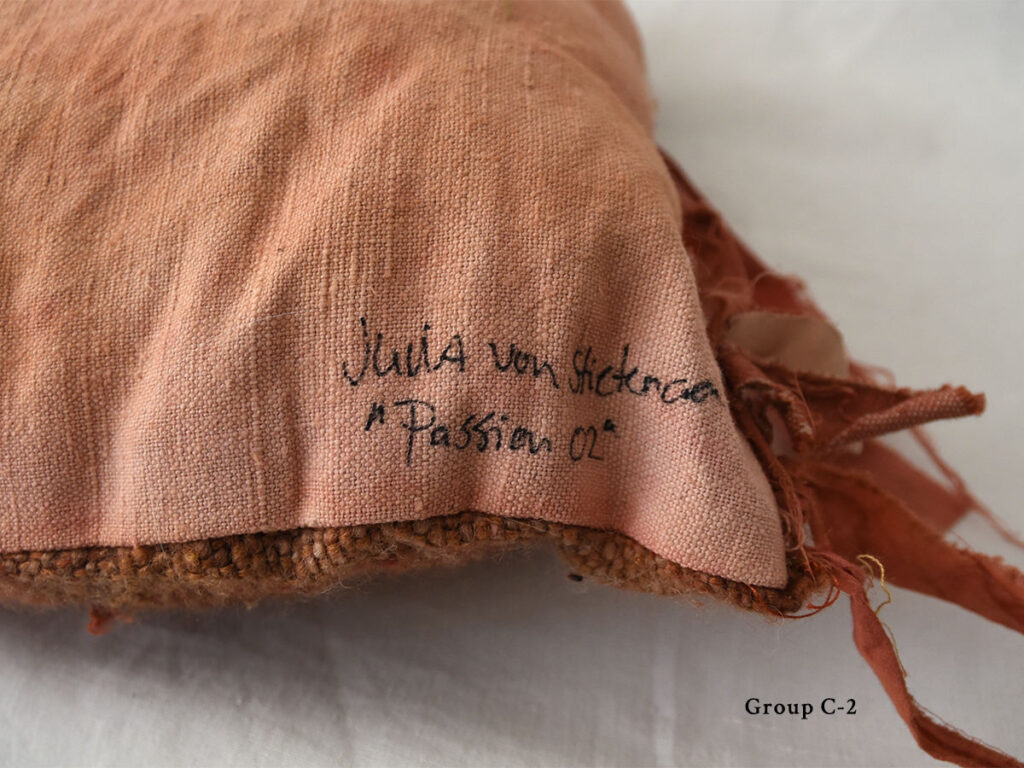 JULiA von Stietencron
"Passion 02"
Group C-2